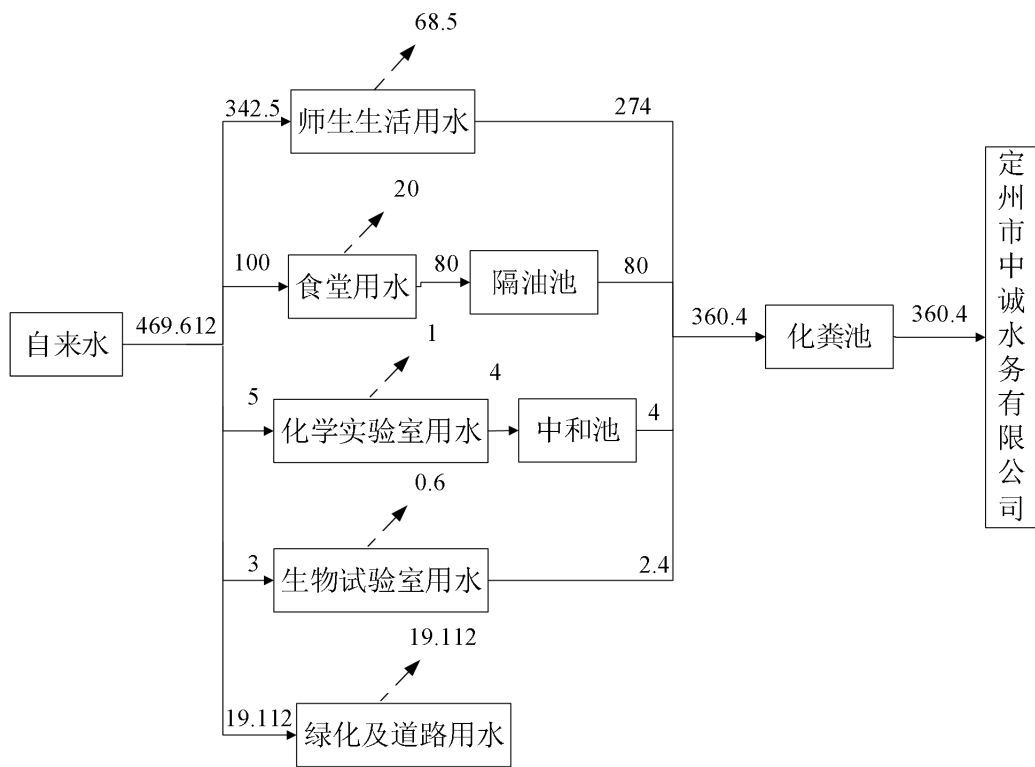 68.5
342.5
师生生活用水
274
20
100
食堂用水
80
隔油池
80
自来水
469.612
360.4
化粪池
360.4
定州市中诚水务有限公司
1
5
化学实验室用水
4
中和池
4
0.6
3
生物试验室用水
2.4
19.112
19.112
绿化及道路用水